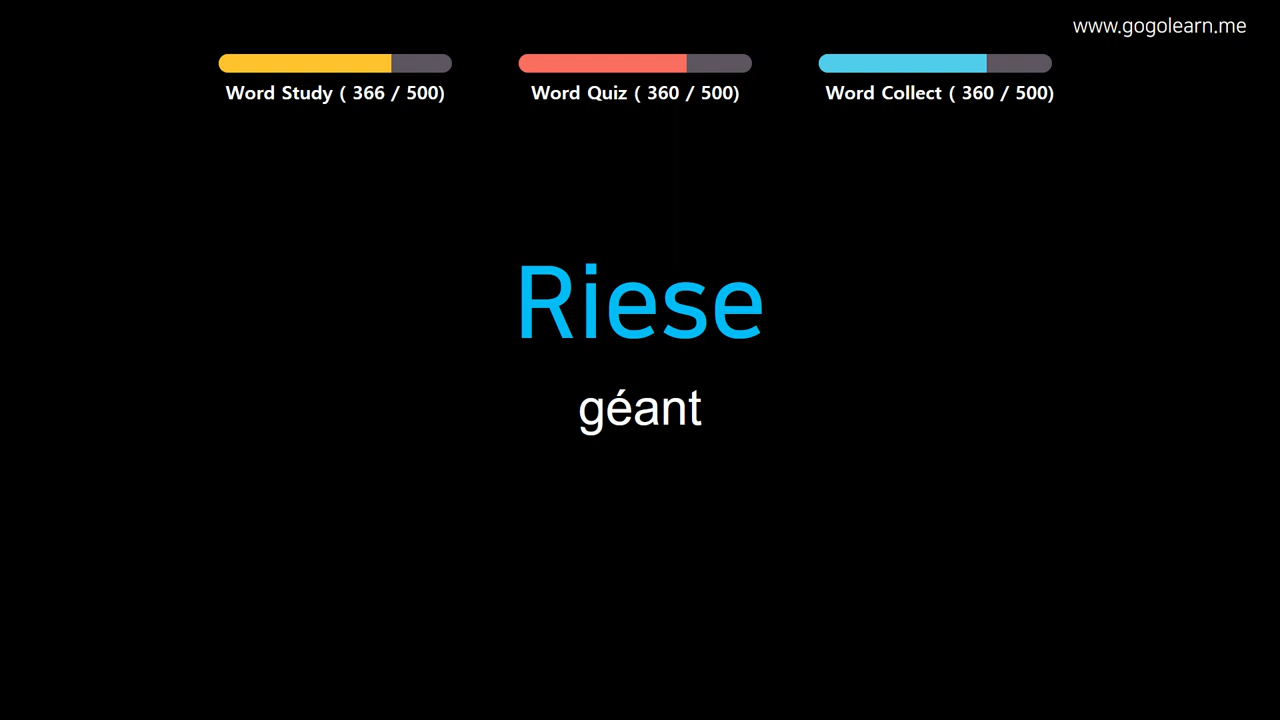 www.gogolearn.me
Word Study ( 366 / 500)
Word Quiz ( 360 / 500)
Word Collect ( 360 / 500)
Riese
géant